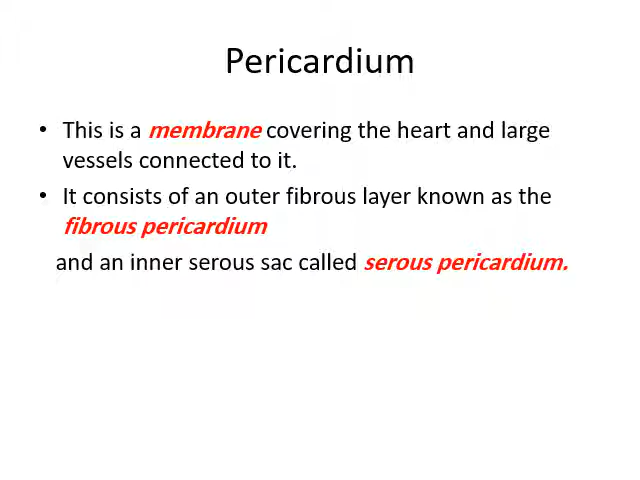 Pericardium
• This is a membrane covering the heart and large
vessels connected to it.
• It consists of an outer fibrous layer known as the
fibrous pericardium
and an inner serous sac called serous pericardium.